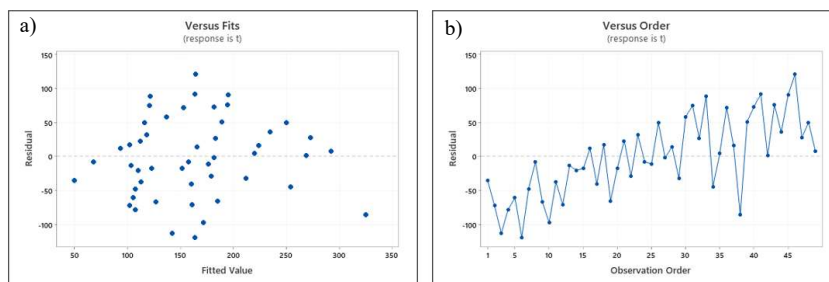 a)
Versus Fits
(response is t)
150
100
50
0
-50
-100
Residual
50
100
150
200
250
300
350
Fitted Value
b)
Versus Order
(response is t)
150
100
50
0
-50
-100
Residual
1
5
10
15
20
25
30
35
40
45
Observation Order